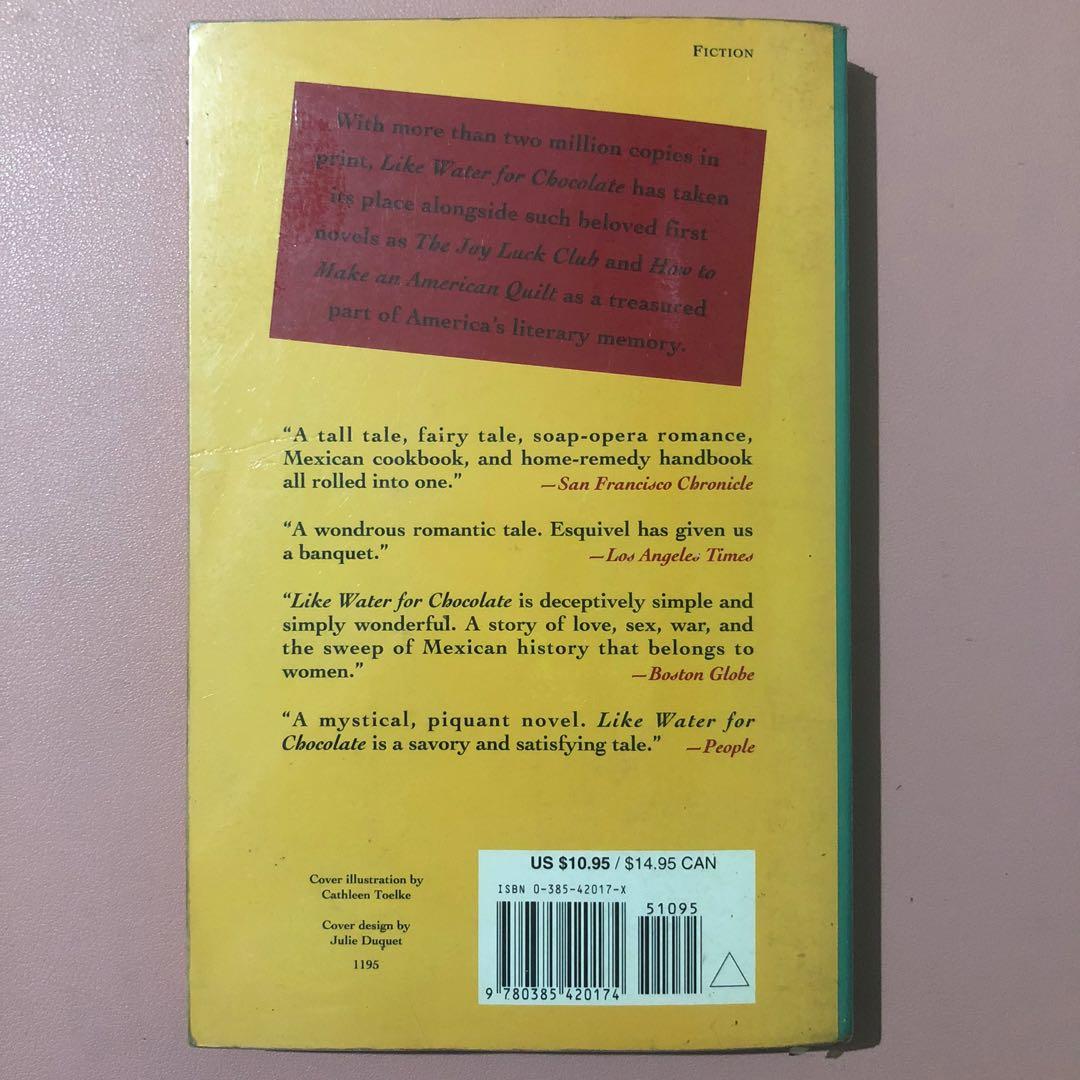 FICTION
With more than two million copies in
print, Like Water for Chocolate has taken
its place alongside such beloved first
novels as The Joy Luck Club and How to
Make an American Quilt as a treasured
part of America's literary memory.
“A tall tale, fairy tale, soap-opera romance,
Mexican cookbook, and home-remedy handbook
all rolled into one.” —San Francisco Chronicle
“A wondrous romantic tale. Esquivel has given us
a banquet.” —Los Angeles Times
“Like Water for Chocolate is deceptively simple and
simply wonderful. A story of love, sex, war, and
the sweep of Mexican history that belongs to
women.” —Boston Globe
“A mystical, piquant novel. Like Water for
Chocolate is a savory and satisfying tale.” —People
Cover illustration by
Cathleen Toelke
Cover design by
Julie Duquet
1195
US $10.95 / $14.95 CAN
ISBN 0-385-42017-X
51095
9 780385 420174